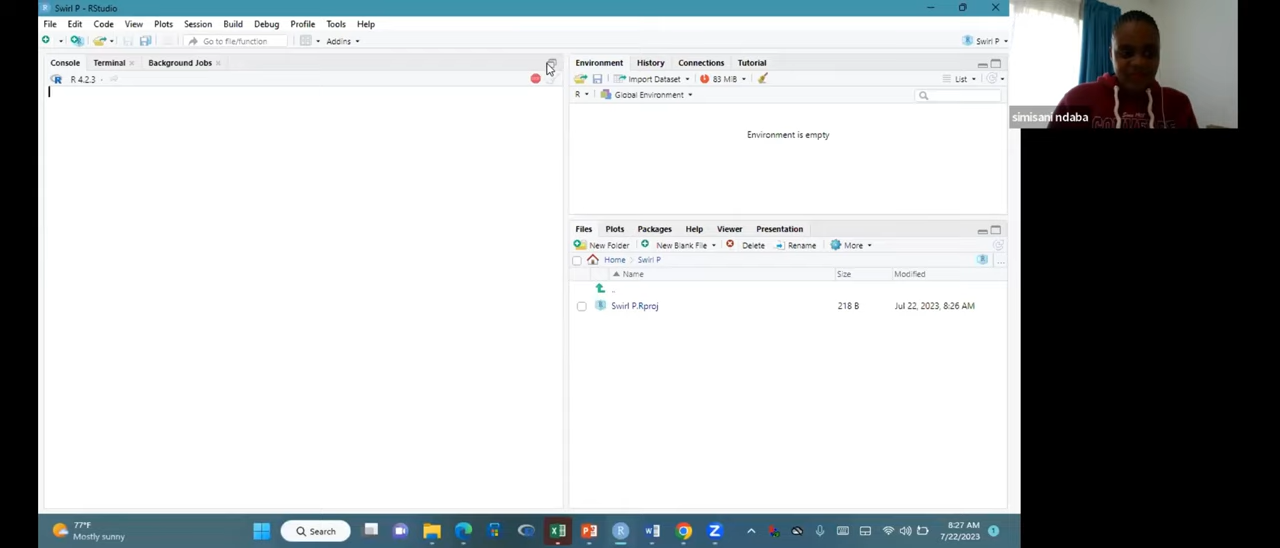 Swirl P - RStudio
File Edit Code View Plots Session Build Debug Profile Tools Help
Go to file/function Addins Swirl P
Console Terminal Background Jobs
R 4.2.3
Environment History Connections Tutorial
Import Dataset 83 MiB List
R Global Environment
Environment is empty
Files Plots Packages Help Viewer Presentation
New Folder New Blank File Delete Rename More
Home Swirl P
Name Size Modified
..
Swirl P.Rproj 218 B Jul 22, 2023, 8:26 AM
simisani ndaba
77°F
Mostly sunny
Search
8:27 AM
7/22/2023
1